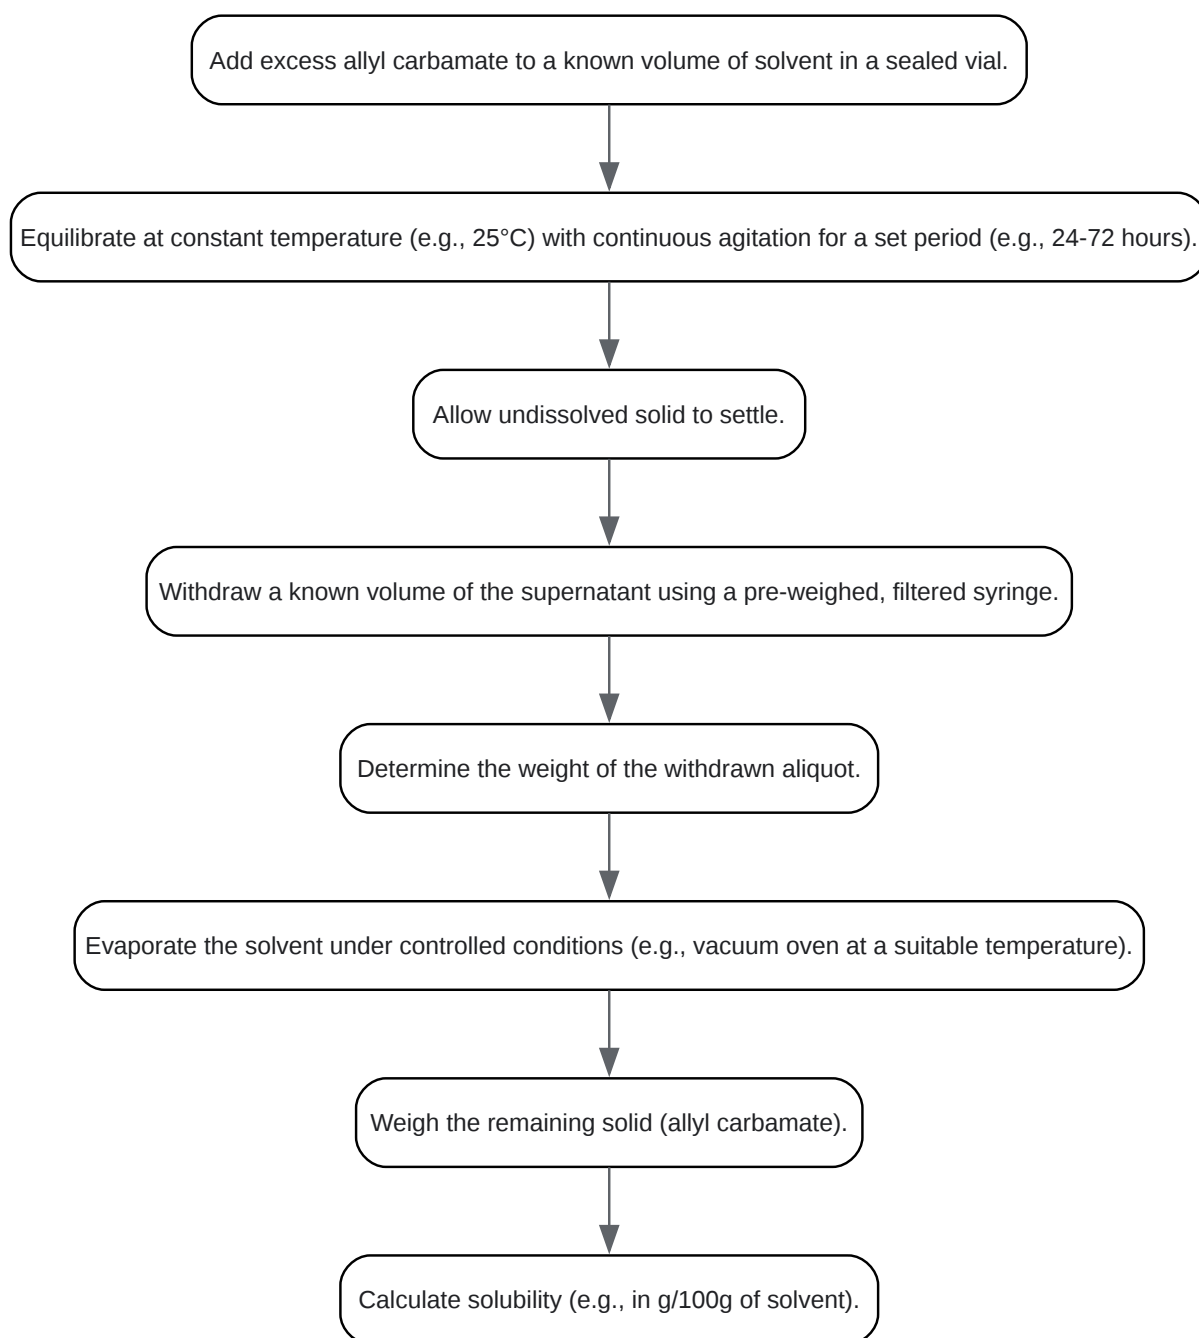 Add excess allyl carbamate to a known volume of solvent in a sealed vial.
Equilibrate at constant temperature (e.g., 25°C) with continuous agitation for a set period (e.g., 24-72 hours).
Allow undissolved solid to settle.
Withdraw a known volume of the supernatant using a pre-weighed, filtered syringe.
Determine the weight of the withdrawn aliquot.
Evaporate the solvent under controlled conditions (e.g., vacuum oven at a suitable temperature).
Weigh the remaining solid (allyl carbamate).
Calculate solubility (e.g., in g/100g of solvent).